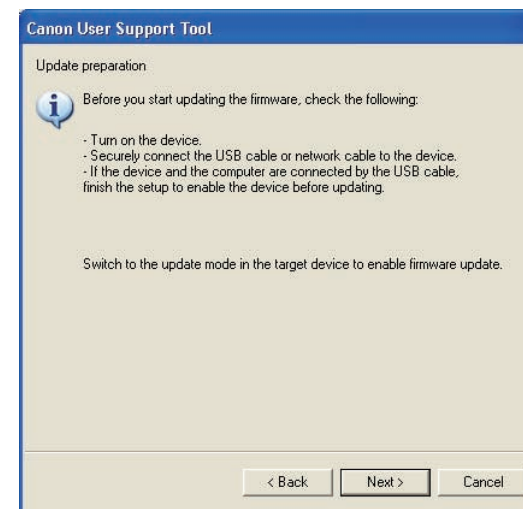 Canon User Support Tool
Update preparation
Before you start updating the firmware, check the following:
- Turn on the device.
- Securely connect the USB cable or network cable to the device.
- If the device and the computer are connected by the USB cable,
finish the setup to enable the device before updating.
Switch to the update mode in the target device to enable firmware update.
< Back
Next >
Cancel